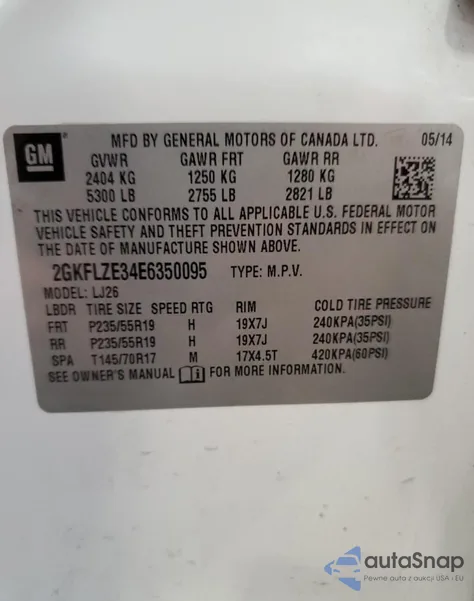 GM
MFD BY GENERAL MOTORS OF CANADA LTD. 05/14
GVWR GAWR FRT GAWR RR
2404 KG 1250 KG 1280 KG
5300 LB 2755 LB 2821 LB
THIS VEHICLE CONFORMS TO ALL APPLICABLE U.S. FEDERAL MOTOR
VEHICLE SAFETY AND THEFT PREVENTION STANDARDS IN EFFECT ON
THE DATE OF MANUFACTURE SHOWN ABOVE.
2GKFLZE34E6350095 TYPE: M.P.V.
MODEL: LJ26
LBDR TIRE SIZE SPEED RTG RIM COLD TIRE PRESSURE
FRT P235/55R19 H 19X7J 240KPA(35PSI)
RR P235/55R19 H 19X7J 240KPA(35PSI)
SPA T145/70R17 M 17X4.5T 420KPA(60PSI)
SEE OWNER'S MANUAL FOR MORE INFORMATION.
autoSnap
Pewne auta z aukcji USA - EU